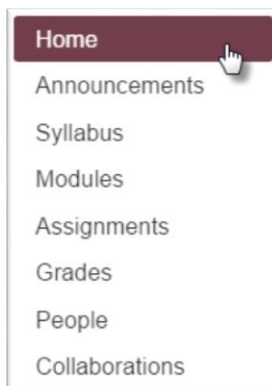 Home
Announcements
Syllabus
Modules
Assignments
Grades
People
Collaborations